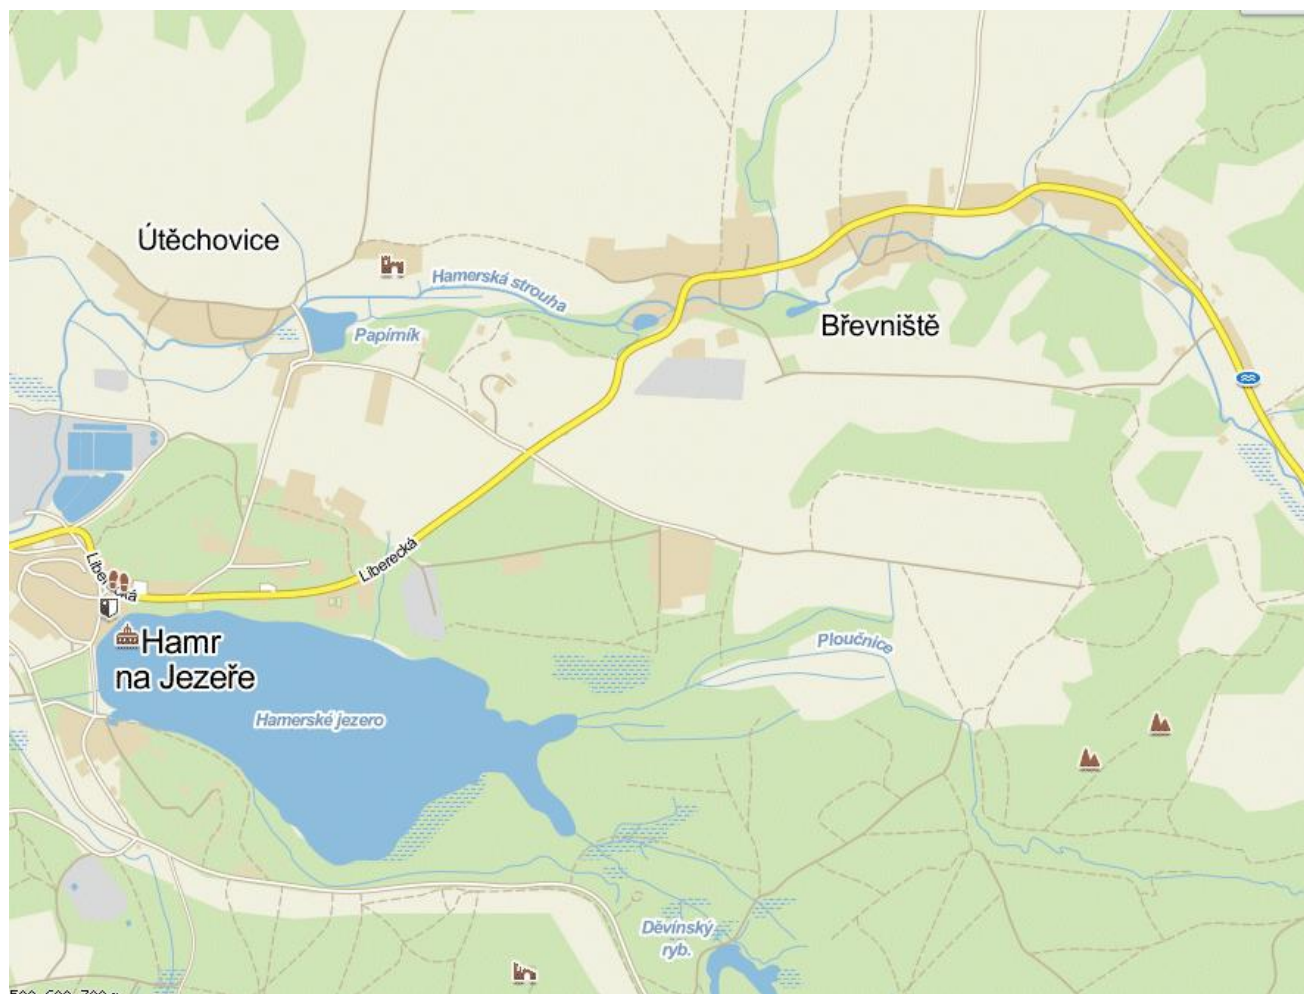 Útěchovice
Hamerská strouha
Papírník
Břevniště
Liberecká
Liberecká
Hamr
na Jezeře
Ploučnice
Hamerské jezero
Děvínský
ryb.